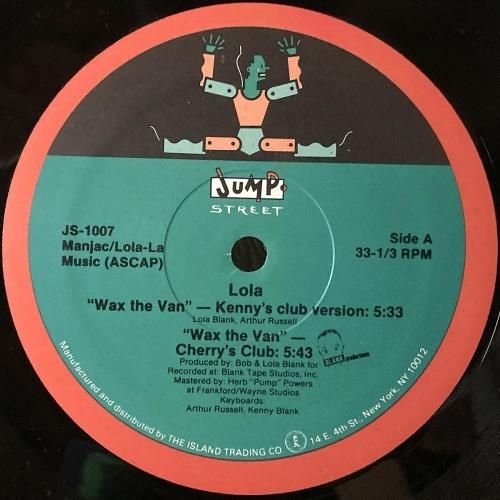 JUMP
STREET
JS-1007
Manjac/Lola-La
Music (ASCAP)
Side A
33-1/3 RPM
Lola
"Wax the Van" — Kenny's club version: 5:33
Lola Blank, Arthur Russell
"Wax the Van" —
Cherry's Club: 5:43
BLANK productions
Produced by: Bob & Lola Blank for
Recorded at: Blank Tape Studios, Inc.
Mastered by: Herb "Pump" Powers
at Frankford/Wayne Studios
Keyboards:
Arthur Russell, Kenny Blank
Manufactured and distributed by THE ISLAND TRADING CO 14 E. 4th St., New York, NY 10012